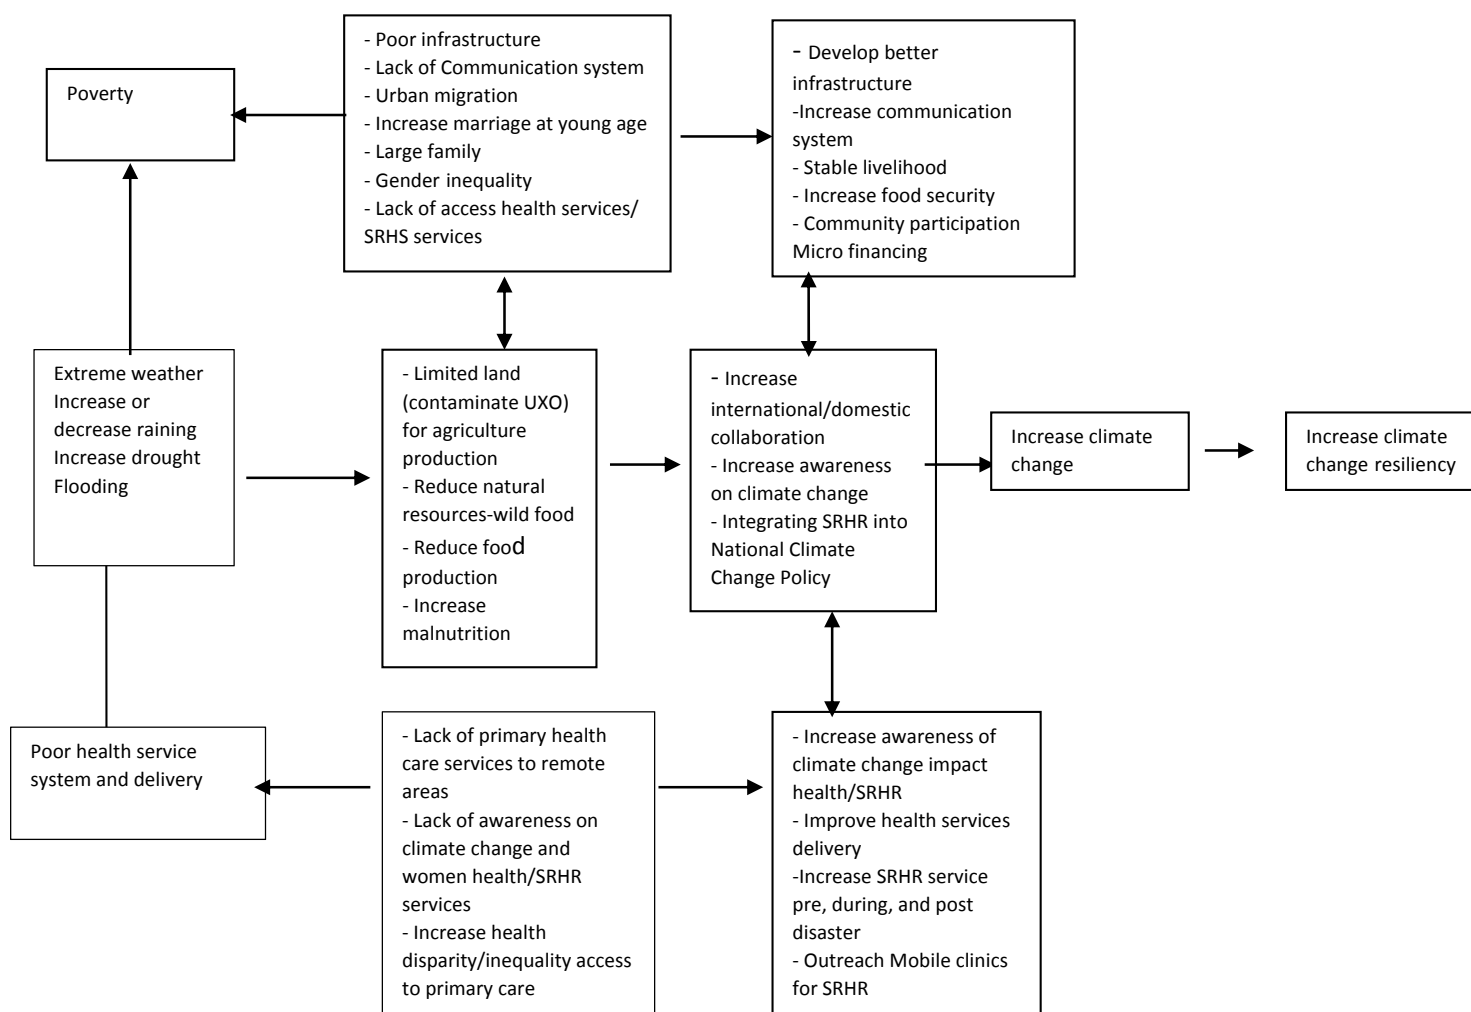 Poverty
- Poor infrastructure
- Lack of Communication system
- Urban migration
- Increase marriage at young age
- Large family
- Gender inequality
- Lack of access health services/
SRHS services
- Develop better
infrastructure
-Increase communication
system
- Stable livelihood
- Increase food security
- Community participation
Micro financing
Extreme weather
Increase or
decrease raining
Increase drought
Flooding
- Limited land
(contaminate UXO)
for agriculture
production
- Reduce natural
resources-wild food
- Reduce food
production
- Increase
malnutrition
- Increase
international/domestic
collaboration
- Increase awareness
on climate change
- Integrating SRHR into
National Climate
Change Policy
Increase climate
change
Increase climate
change resiliency
Poor health service
system and delivery
- Lack of primary health
care services to remote
areas
- Lack of awareness on
climate change and
women health/SRHR
services
- Increase health
disparity/inequality access
to primary care
- Increase awareness of
climate change impact
health/SRHR
- Improve health services
delivery
-Increase SRHR service
pre, during, and post
disaster
- Outreach Mobile clinics
for SRHR